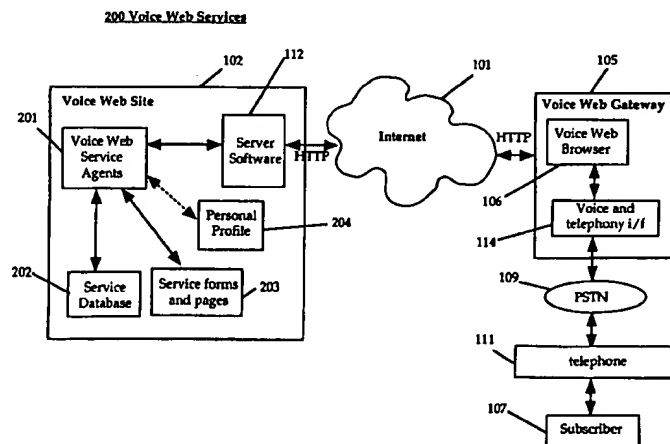 200 Voice Web Services
102
112
101
105
Voice Web Site
201
Voice Web
Service
Agents
Server
Software
HTTP
Internet
HTTP
Voice Web Gateway
Voice Web
Browser
106
Voice and
telephony i/f
114
Personal
Profile
204
202
Service
Database
Service forms
and pages
203
109
PSTN
111
telephone
107
Subscriber